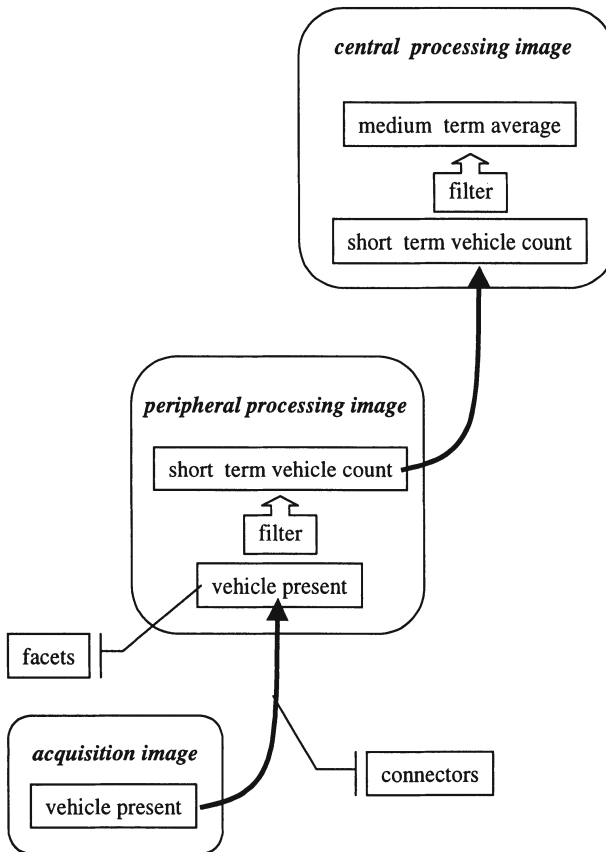 central processing image
medium term average
filter
short term vehicle count
peripheral processing image
short term vehicle count
filter
vehicle present
facets
acquisition image
connectors
vehicle present